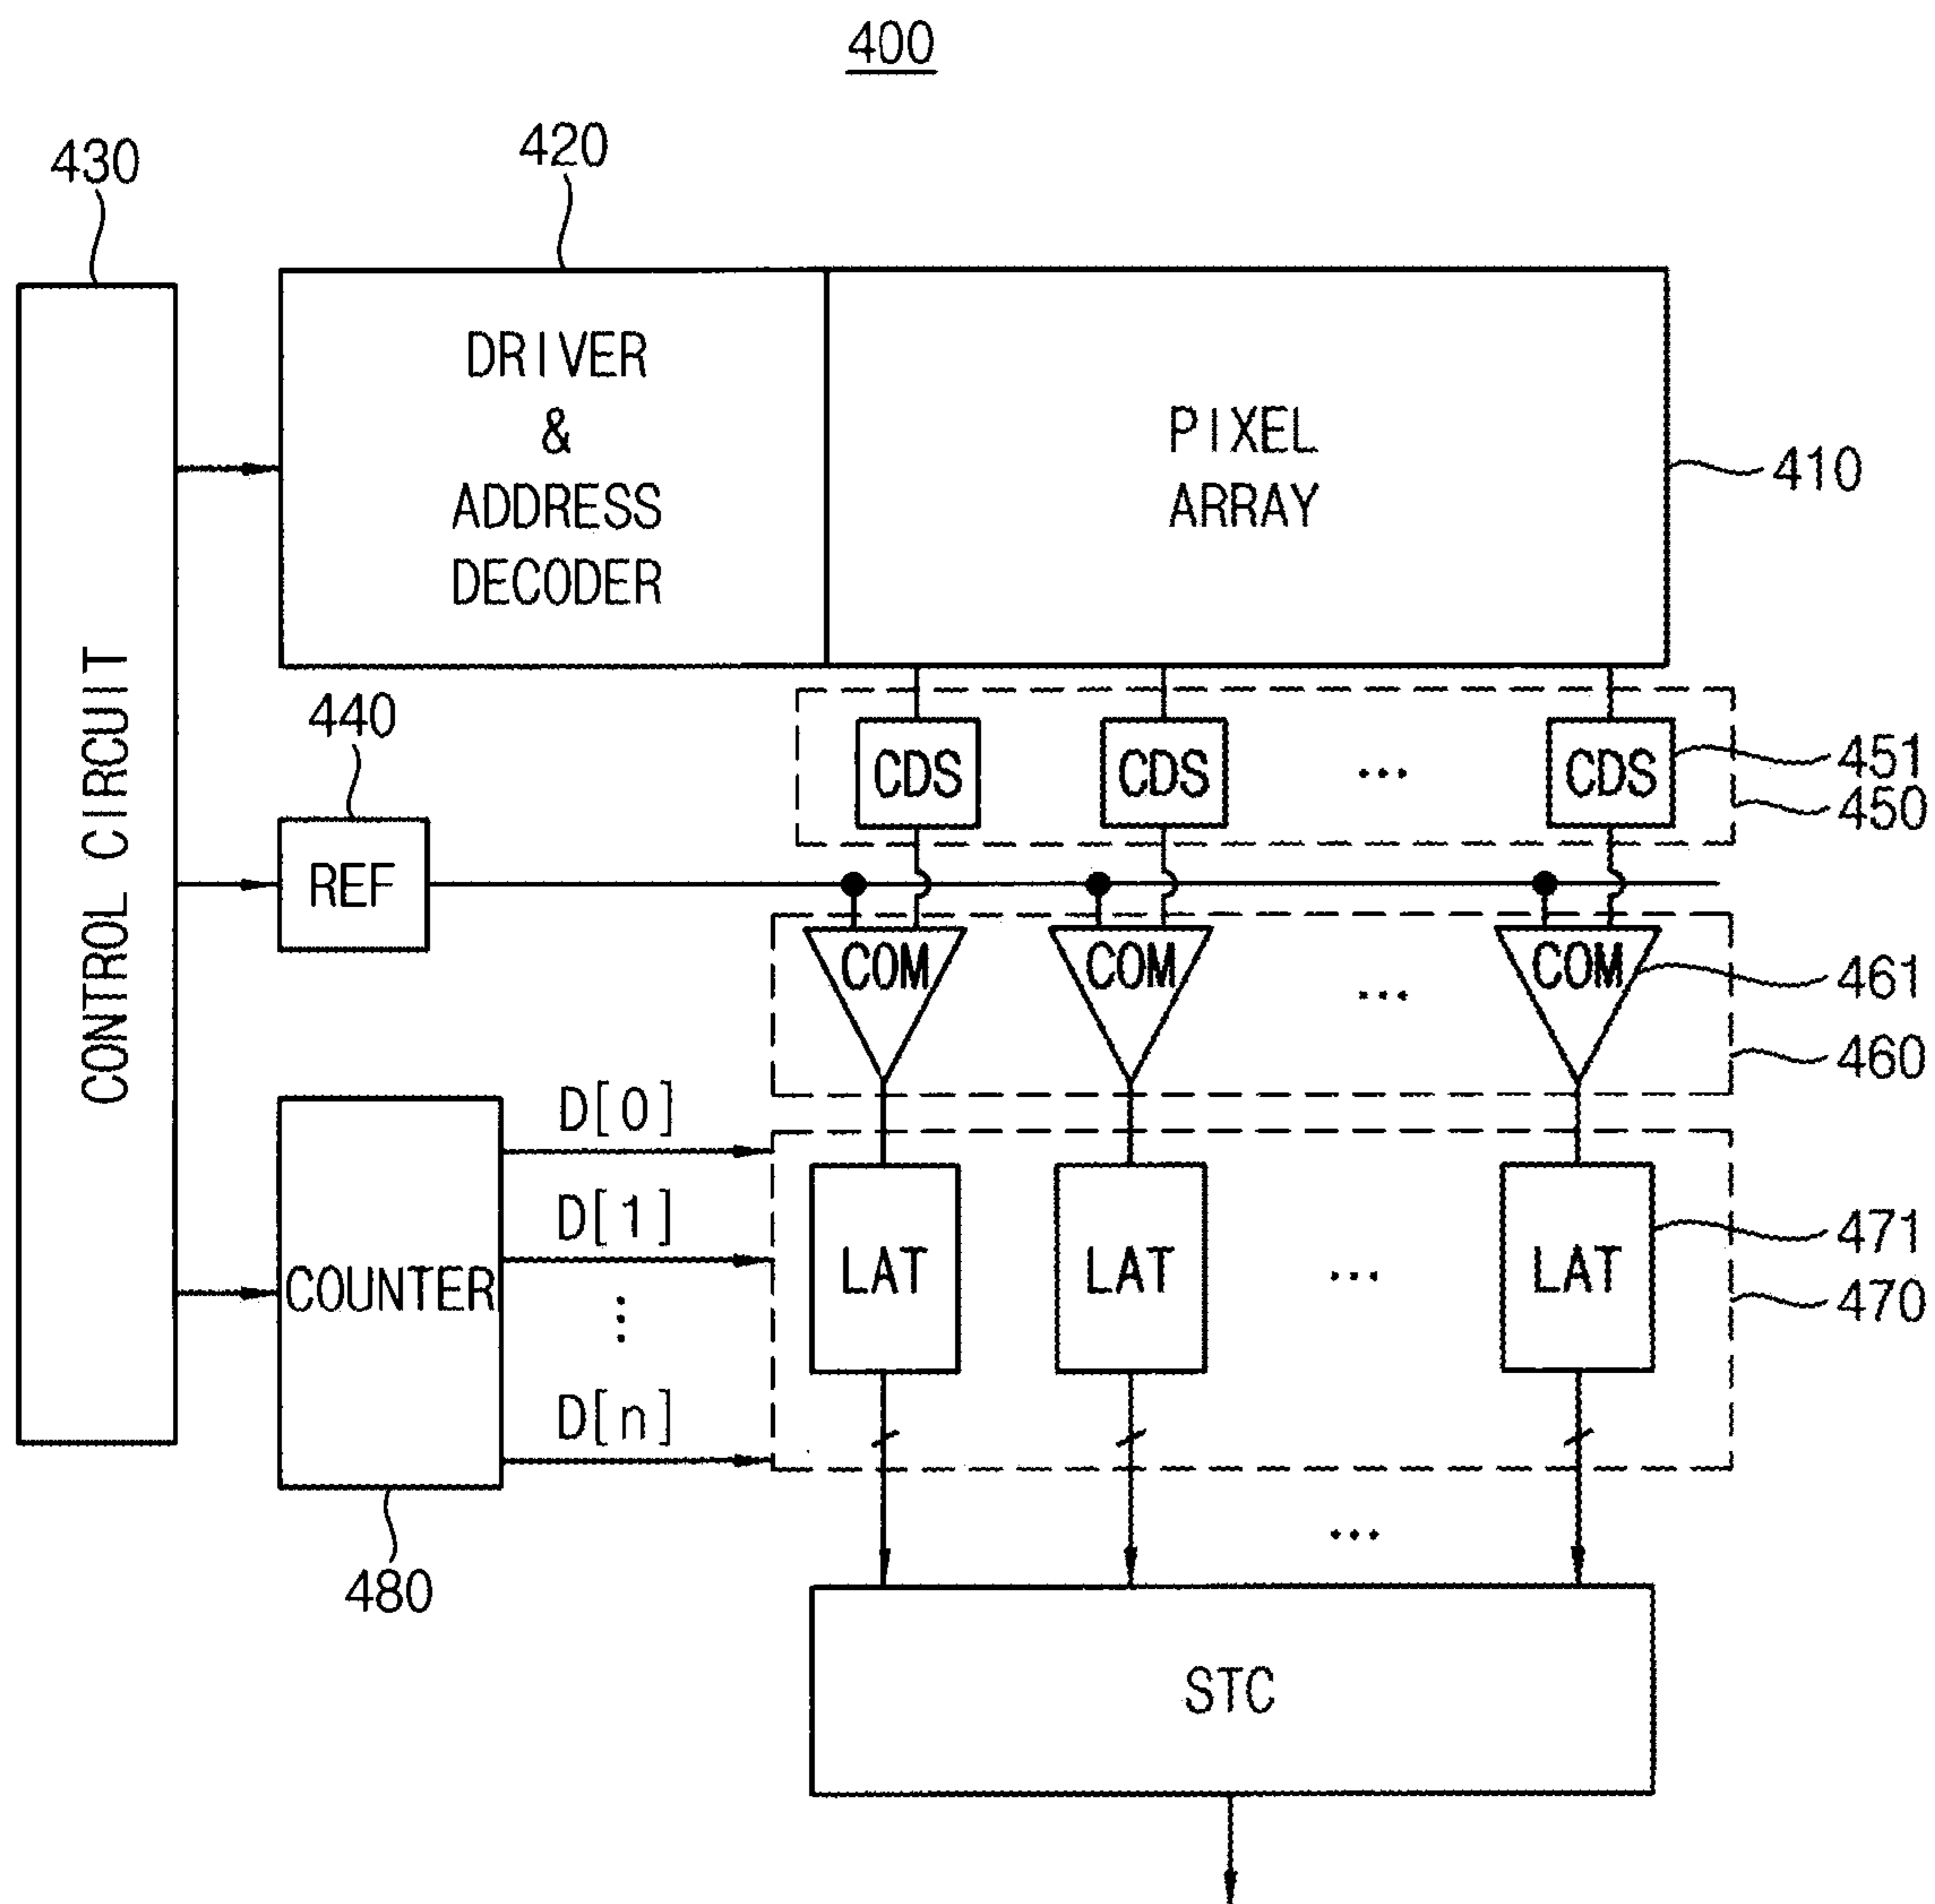 400
430
420
DRIVER
&
ADDRESS
DECODER
PIXEL
ARRAY
410
CONTROL CIRCUIT
440
REF
CDS
CDS
...
CDS
451
450
COM
COM
...
COM
461
460
COUNTER
D[0]
D[1]
⋮
D[n]
480
LAT
LAT
...
LAT
471
470
...
STC